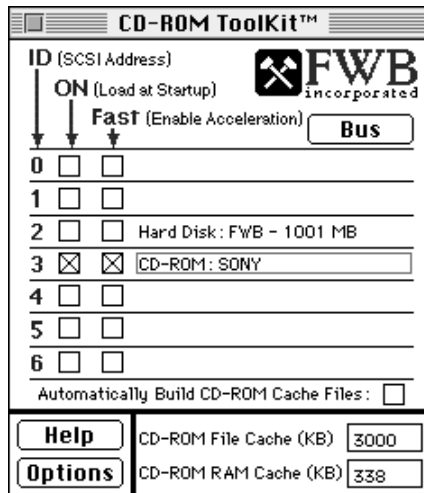 CD-ROM ToolKit™
ID (SCSI Address)
FWB
incorporated
ON (Load at Startup)
Fast (Enable Acceleration)
Bus
0
1
2 Hard Disk: FWB - 1001 MB
3 CD-ROM: SONY
4
5
6
Automatically Build CD-ROM Cache Files:
Help
Options
CD-ROM File Cache (KB) 3000
CD-ROM RAM Cache (KB) 338